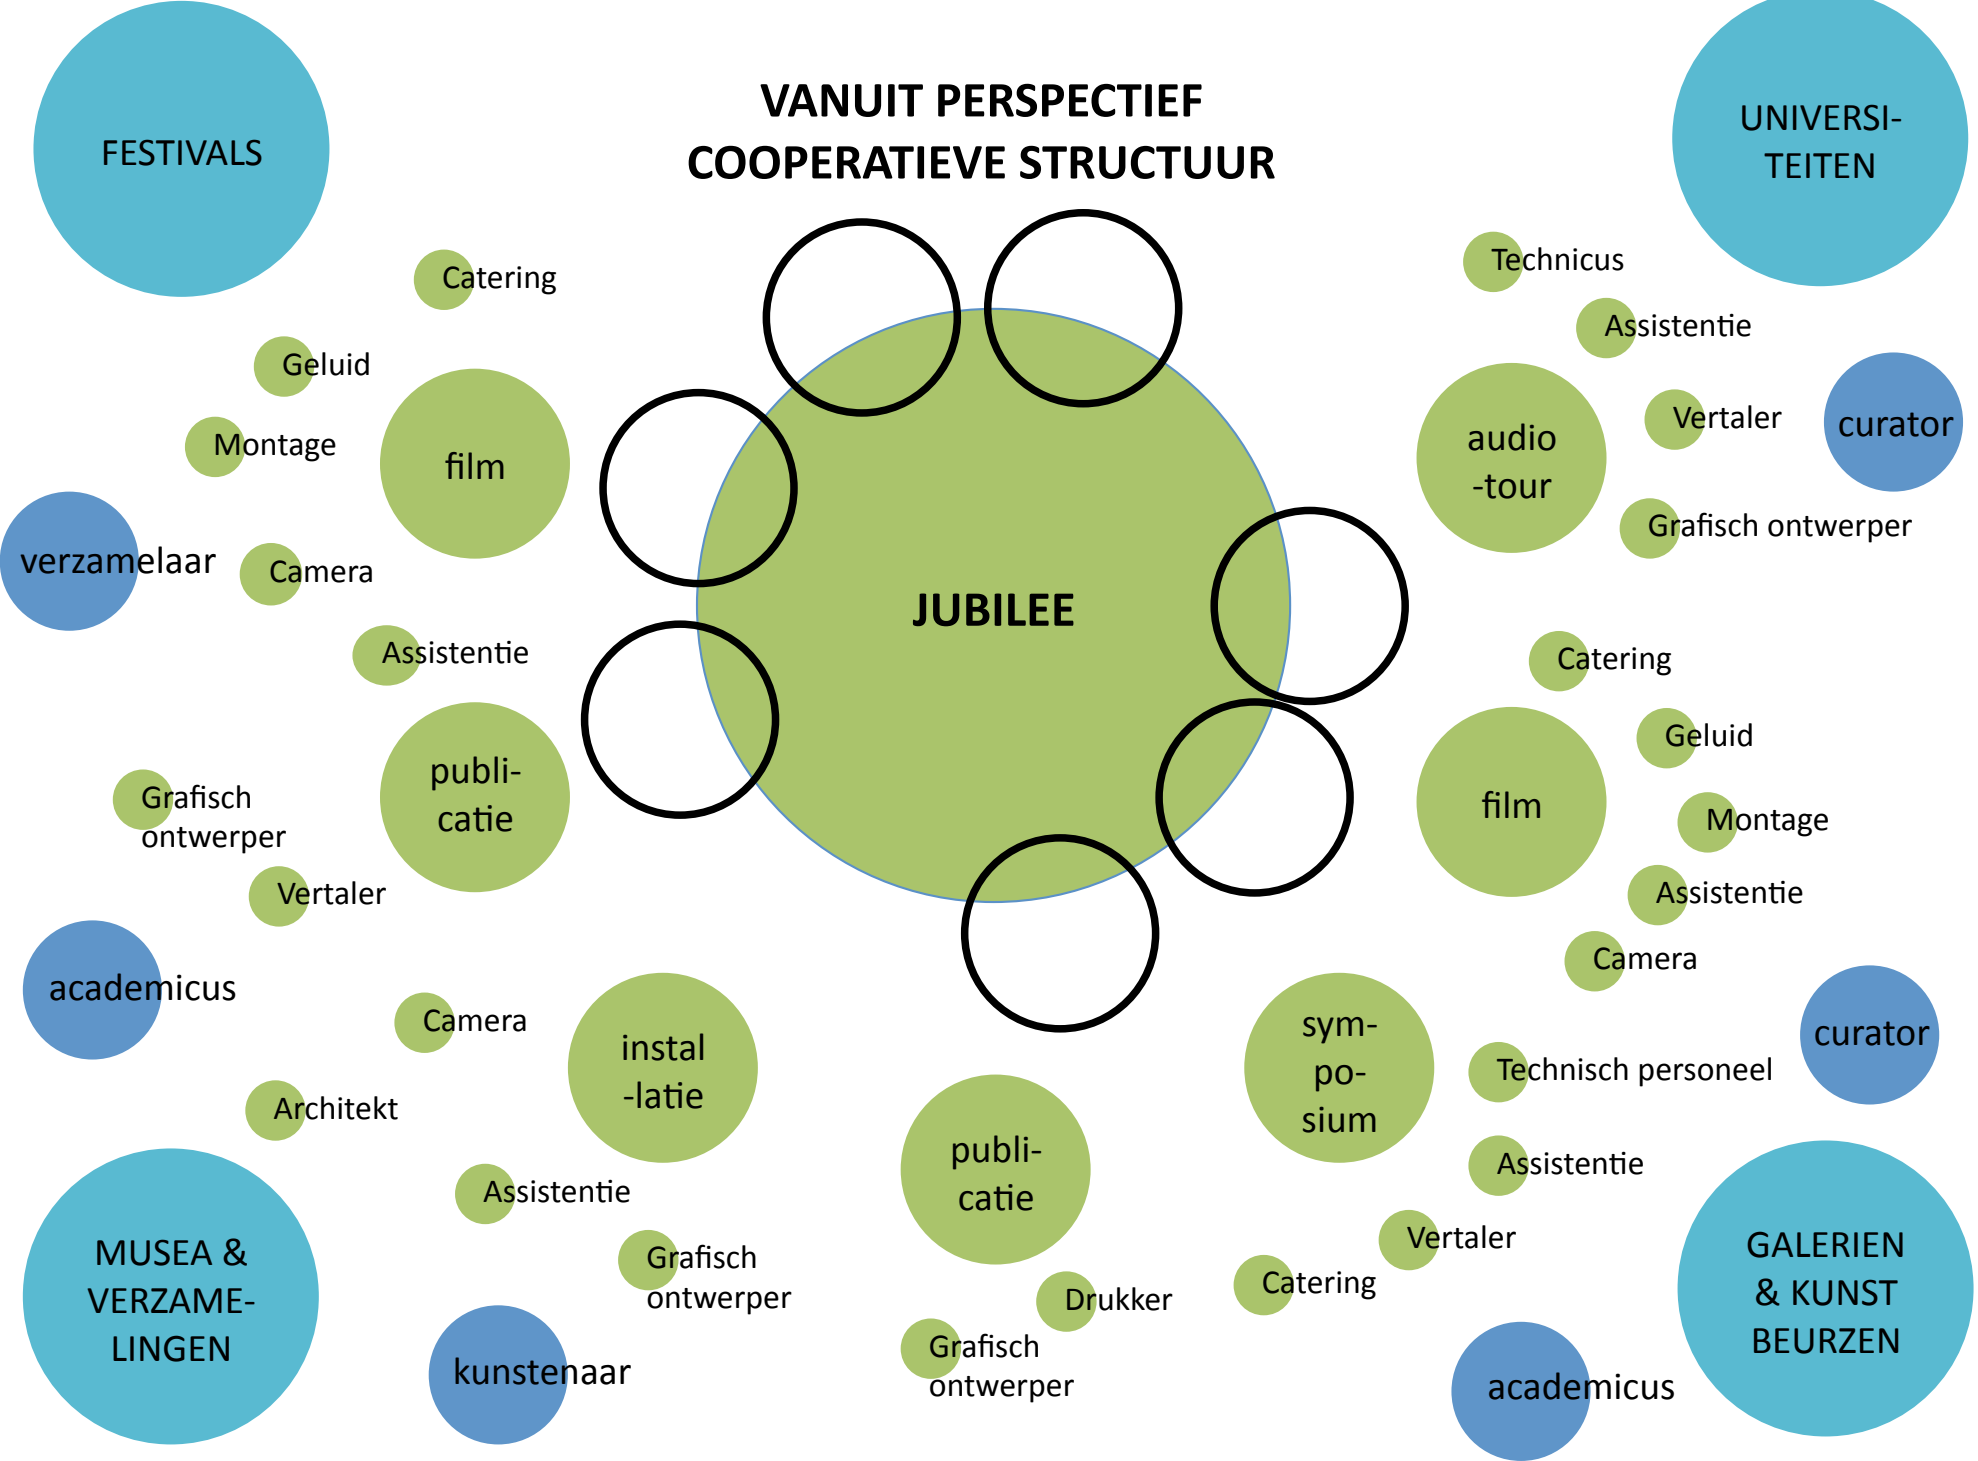 VANUIT PERSPECTIEF
COOPERATIEVE STRUCTUUR
FESTIVALS
UNIVERSI-
TEITEN
Catering
Geluid
Montage
film
verzamelaar
Camera
Assistentie
publi-
catie
Grafisch
ontwerper
Vertaler
academicus
Camera
instal
-latie
Architekt
Assistentie
Grafisch
ontwerper
MUSEA &
VERZAME-
LINGEN
kunstenaar
JUBILEE
publi-
catie
Drukker
Grafisch
ontwerper
Technicus
Assistentie
audio
-tour
Vertaler
curator
Grafisch ontwerper
Catering
Geluid
film
Montage
Assistentie
Camera
sym-
po-
sium
curator
Technisch personeel
Assistentie
Vertaler
Catering
GALERIEN
& KUNST
BEURZEN
academicus